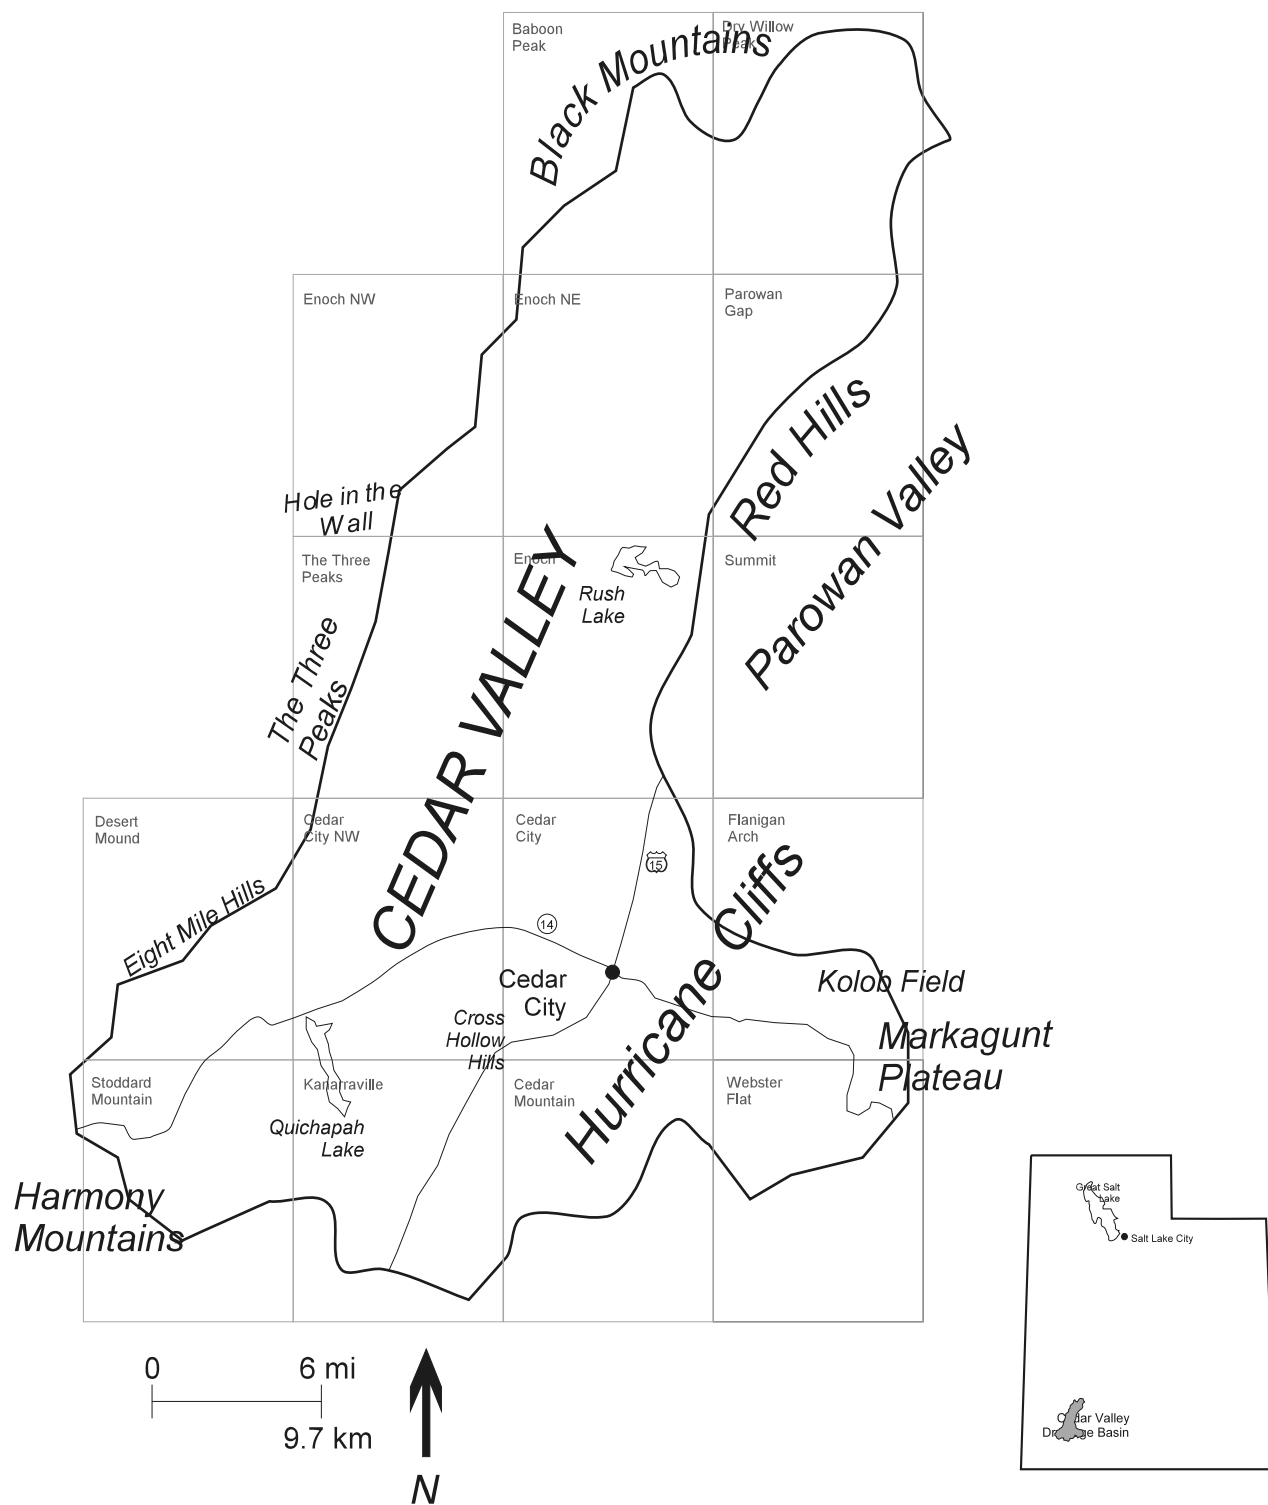 Baboon
Peak
Dry Willow
Peak
Black Mountains
Enoch NW
Enoch NE
Parowan
Gap
Red Hills
Parowan Valley
Hole in the
Wall
The Three
Peaks
Enoch
Summit
Rush
Lake
CEDAR VALLEY
The Three
Peaks
Desert
Mound
Cedar
City NW
Cedar
City
Flanigan
Arch
15
Eight Mile Hills
14
Hurricane Cliffs
Cedar
City
Kolob Field
Cross
Hollow
Hills
Markagunt
Plateau
Stoddard
Mountain
Kanarraville
Cedar
Mountain
Webster
Flat
Quichapah
Lake
Harmony
Mountains
Great Salt
Lake
Salt Lake City
0
6 mi
9.7 km
N
Cedar Valley
Drainage Basin